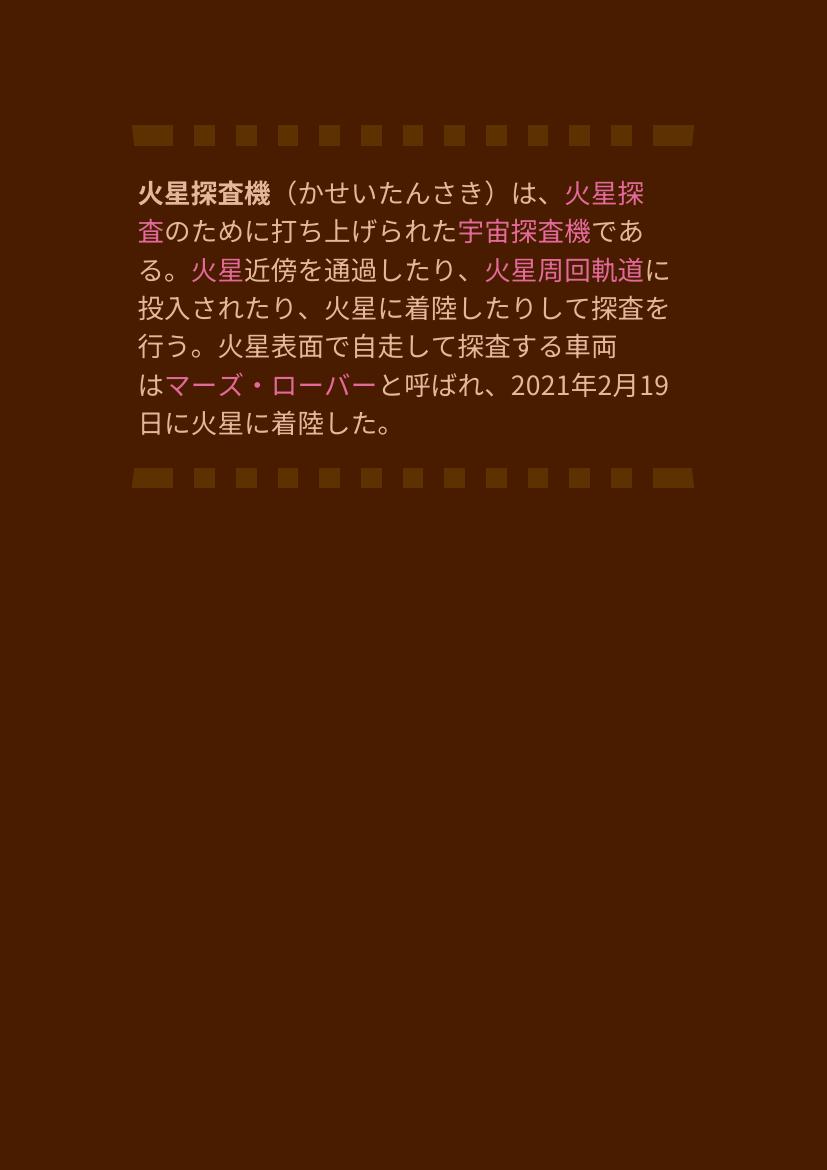 火星探査機（かせいたんさき）は、火星探
査のために打ち上げられた宇宙探査機であ
る。火星近傍を通過したり、火星周回軌道に
投入されたり、火星に着陸したりして探査を
行う。火星表面で自走して探査する車両
はマーズ・ローバーと呼ばれ、2021年2月19
日に火星に着陸した。